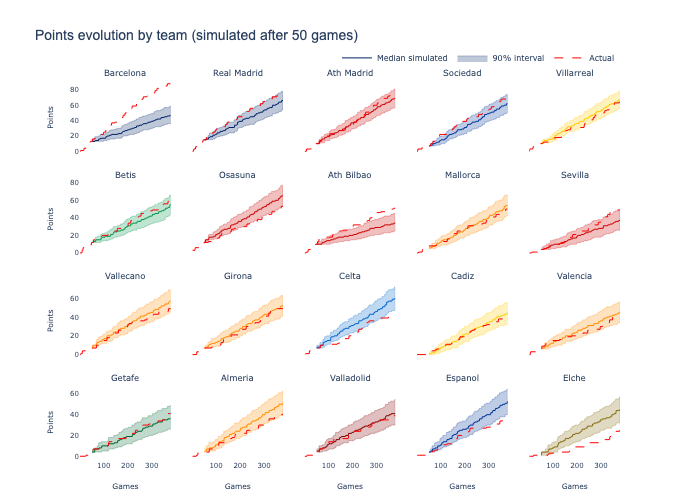 Points evolution by team (simulated after 50 games)
Median simulated 90% interval Actual
Barcelona Real Madrid Ath Madrid Sociedad Villarreal
80
60
40
20
0
Points
Betis Osasuna Ath Bilbao Mallorca Sevilla
80
60
40
20
0
Points
Vallecano Girona Celta Cadiz Valencia
60
40
20
0
Points
Getafe Almeria Valladolid Espanol Elche
60
40
20
0
Points
100 200 300 100 200 300 100 200 300 100 200 300 100 200 300
Games Games Games Games Games